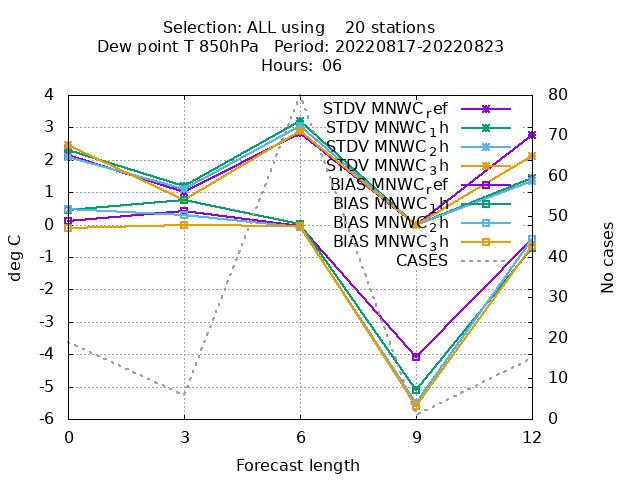 Selection: ALL using    20 stations
Dew point T 850hPa   Period: 20220817-20220823
Hours: 06
4
3
2
1
0
-1
-2
-3
-4
-5
-6
deg C
80
70
60
50
40
30
20
10
0
No cases
STDV MNWC_ref
STDV MNWC_1h
STDV MNWC_2h
STDV MNWC_3h
BIAS MNWC_ref
BIAS MNWC_1h
BIAS MNWC_2h
BIAS MNWC_3h
CASES
0 3 6 9 12
Forecast length